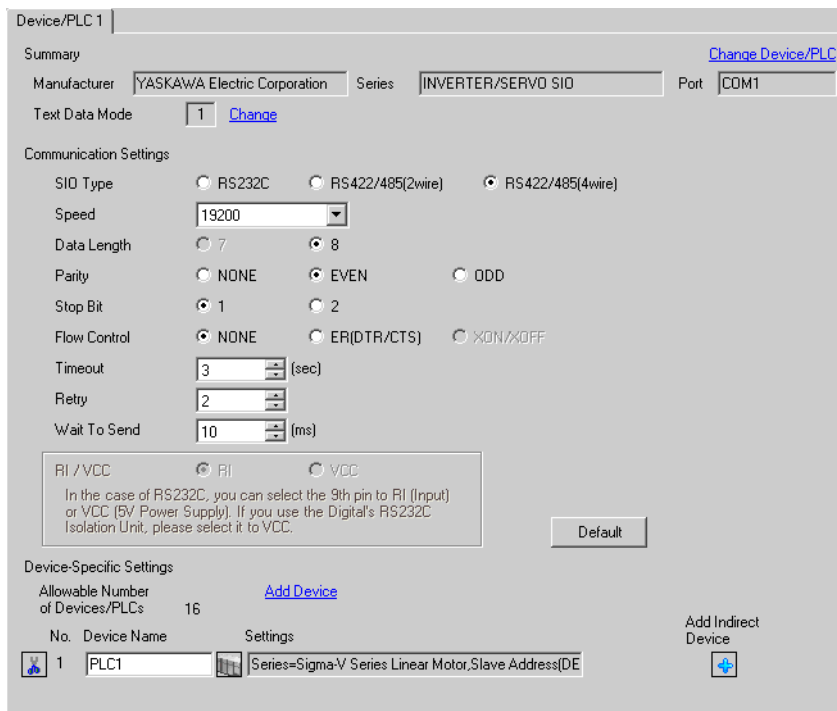 Device/PLC 1
Summary
Change Device/PLC
Manufacturer YASKAWA Electric Corporation Series INVERTER/SERVO SIO Port COM1
Text Data Mode 1 Change
Communication Settings
SIO Type RS232C RS422/485(2wire) RS422/485(4wire)
Speed 19200
Data Length 7 8
Parity NONE EVEN ODD
Stop Bit 1 2
Flow Control NONE ER(DTR/CTS) XON/XOFF
Timeout 3 (sec)
Retry 2
Wait To Send 10 (ms)
RI / VCC RI VCC
In the case of RS232C, you can select the 9th pin to RI (Input)
or VCC (5V Power Supply). If you use the Digital's RS232C
Isolation Unit, please select it to VCC.
Default
Device-Specific Settings
Allowable Number Add Device
of Devices/PLCs 16
Add Indirect
No. Device Name Settings Device
1 PLC1 Series=Sigma-V Series Linear Motor,Slave Address(DE